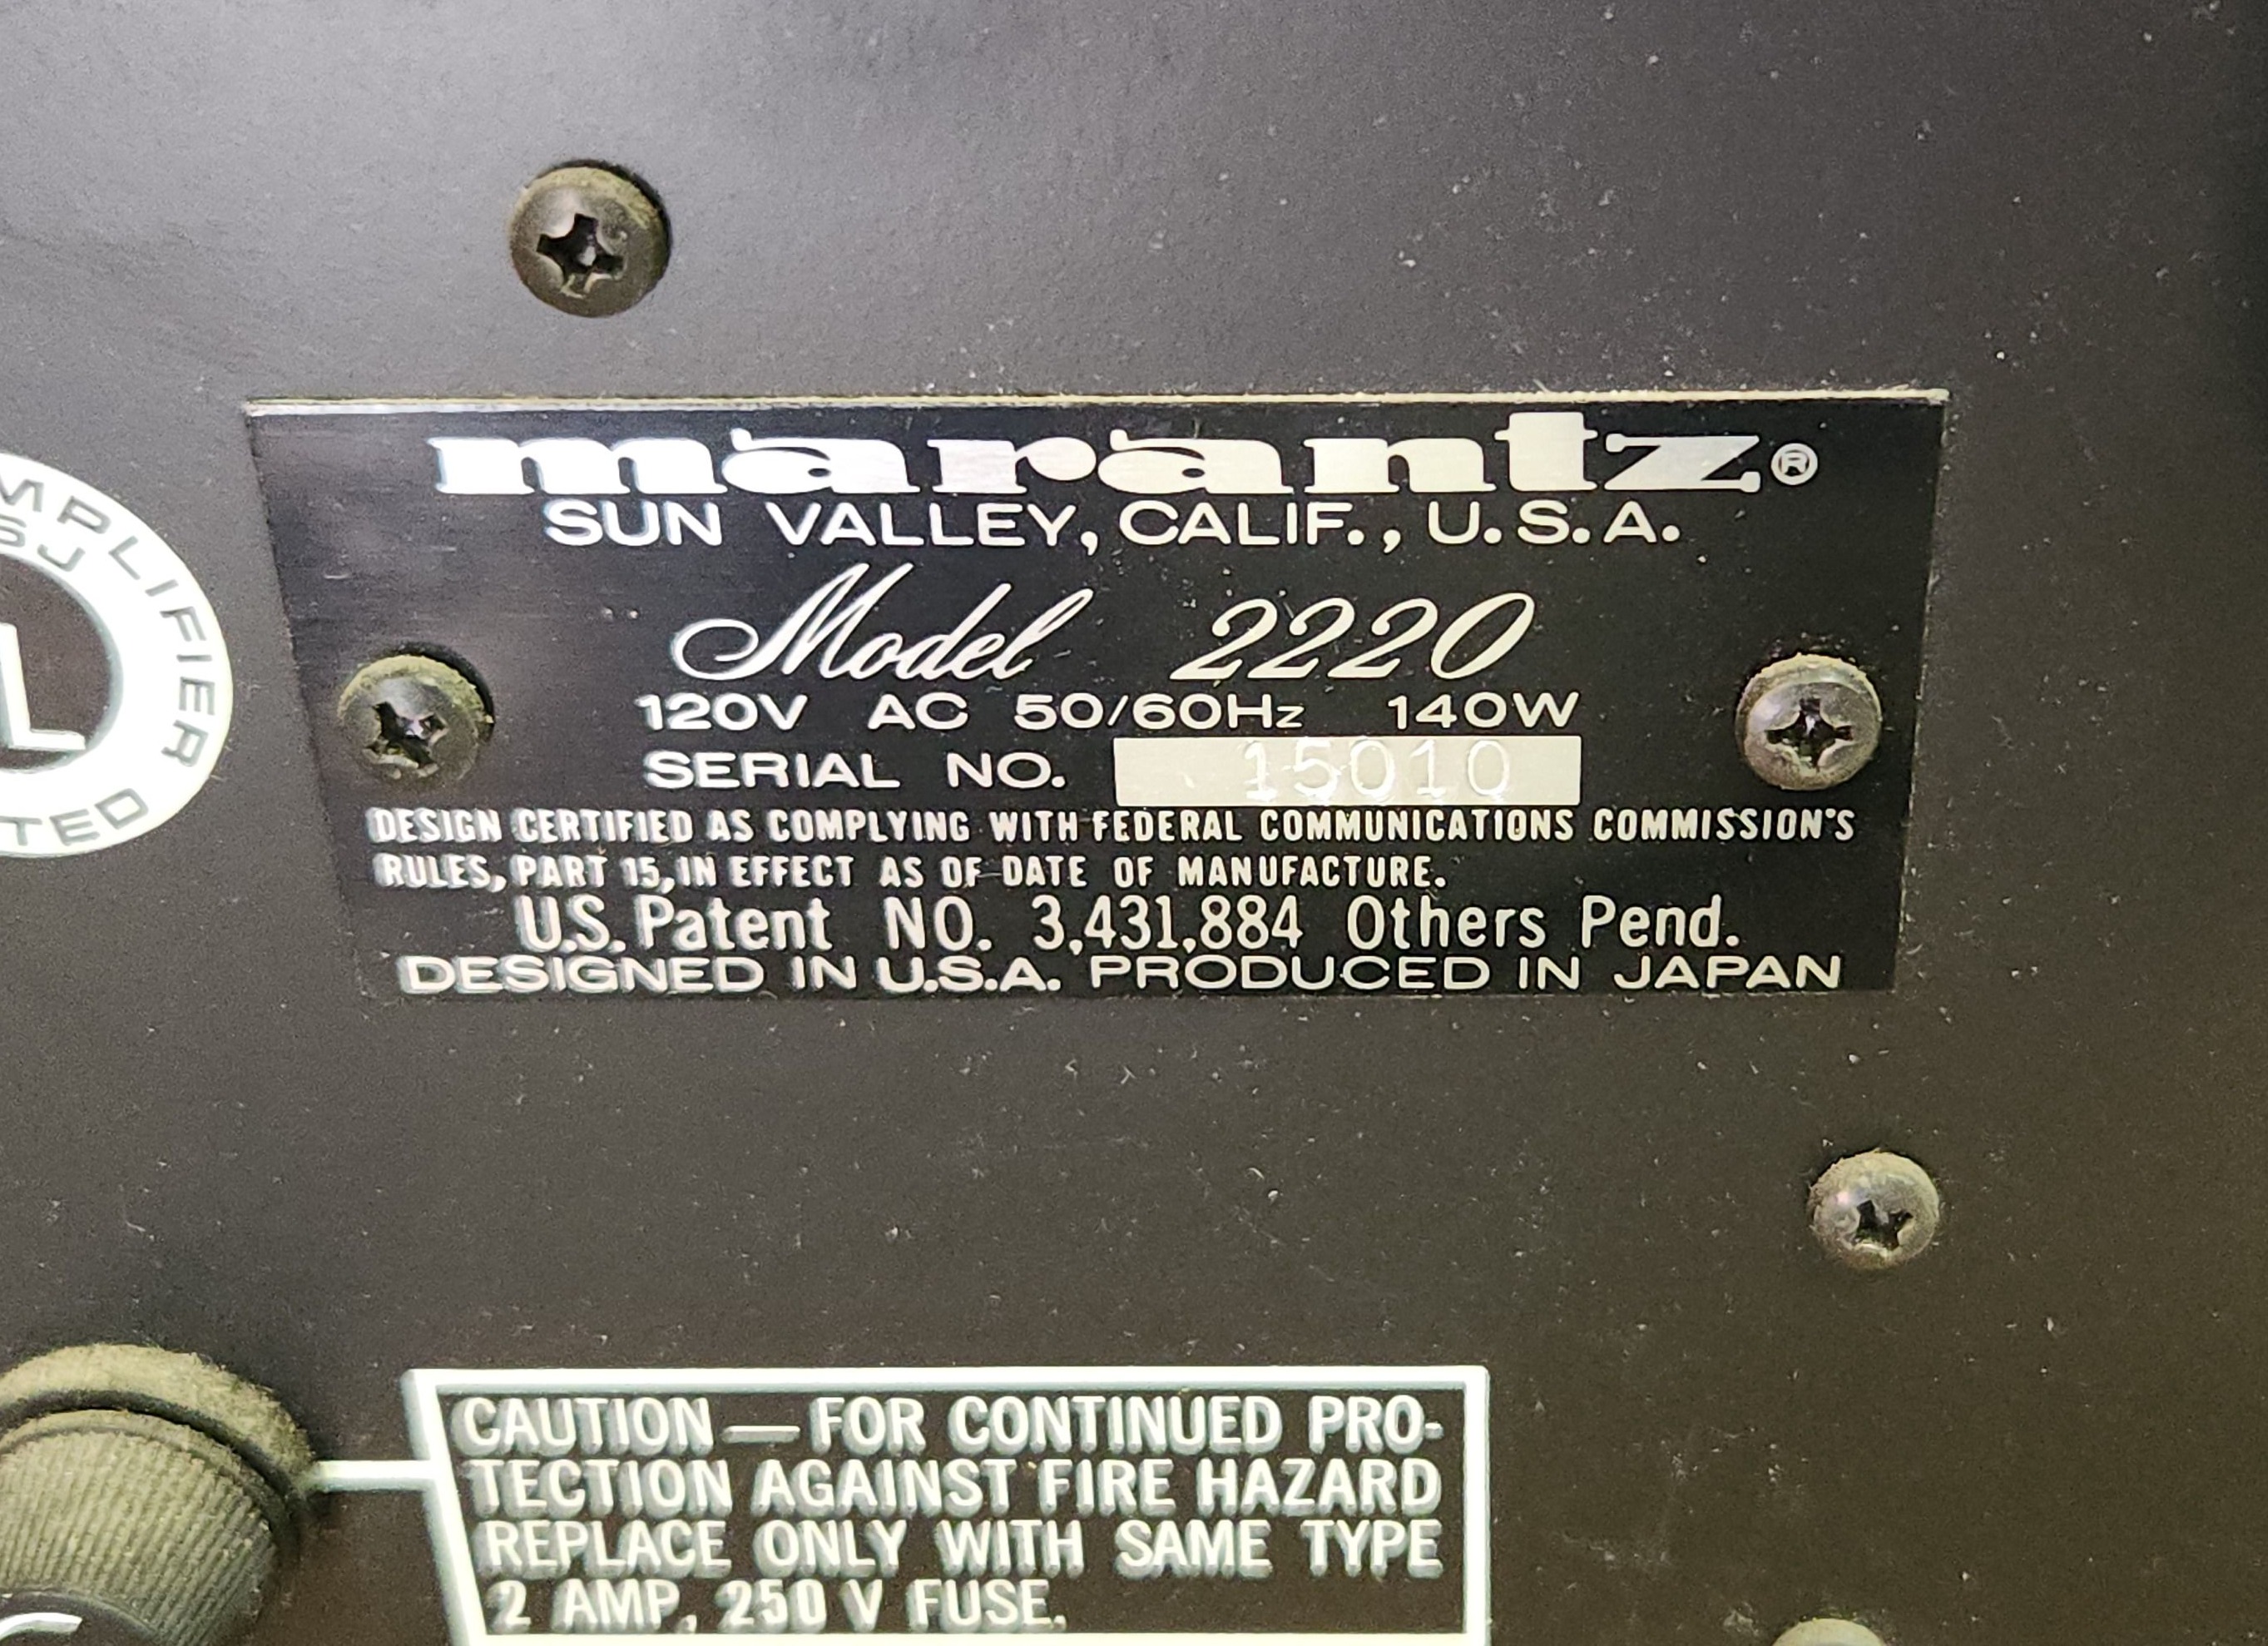 marantz®
SUN VALLEY, CALIF., U.S.A.
Model 2220
120V AC 50/60Hz 140W
SERIAL NO. 15010
DESIGN CERTIFIED AS COMPLYING WITH FEDERAL COMMUNICATIONS COMMISSION'S
RULES, PART 15, IN EFFECT AS OF DATE OF MANUFACTURE.
U.S. Patent NO. 3,431,884 Others Pend.
DESIGNED IN U.S.A. PRODUCED IN JAPAN
CAUTION — FOR CONTINUED PRO-
TECTION AGAINST FIRE HAZARD
REPLACE ONLY WITH SAME TYPE
2 AMP, 250 V FUSE.